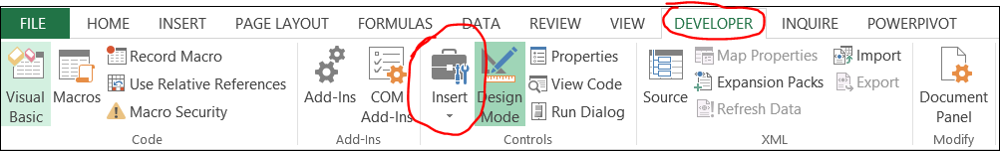 FILE HOME INSERT PAGE LAYOUT FORMULAS DATA REVIEW VIEW DEVELOPER INQUIRE POWERPIVOT
Visual
Basic
Macros
Record Macro
Use Relative References
Macro Security
Code
Add-Ins
COM
Add-Ins
Add-Ins
Insert
Design
Mode
Properties
View Code
Run Dialog
Controls
Source
Map Properties
Expansion Packs
Refresh Data
Import
Export
XML
Document
Panel
Modify